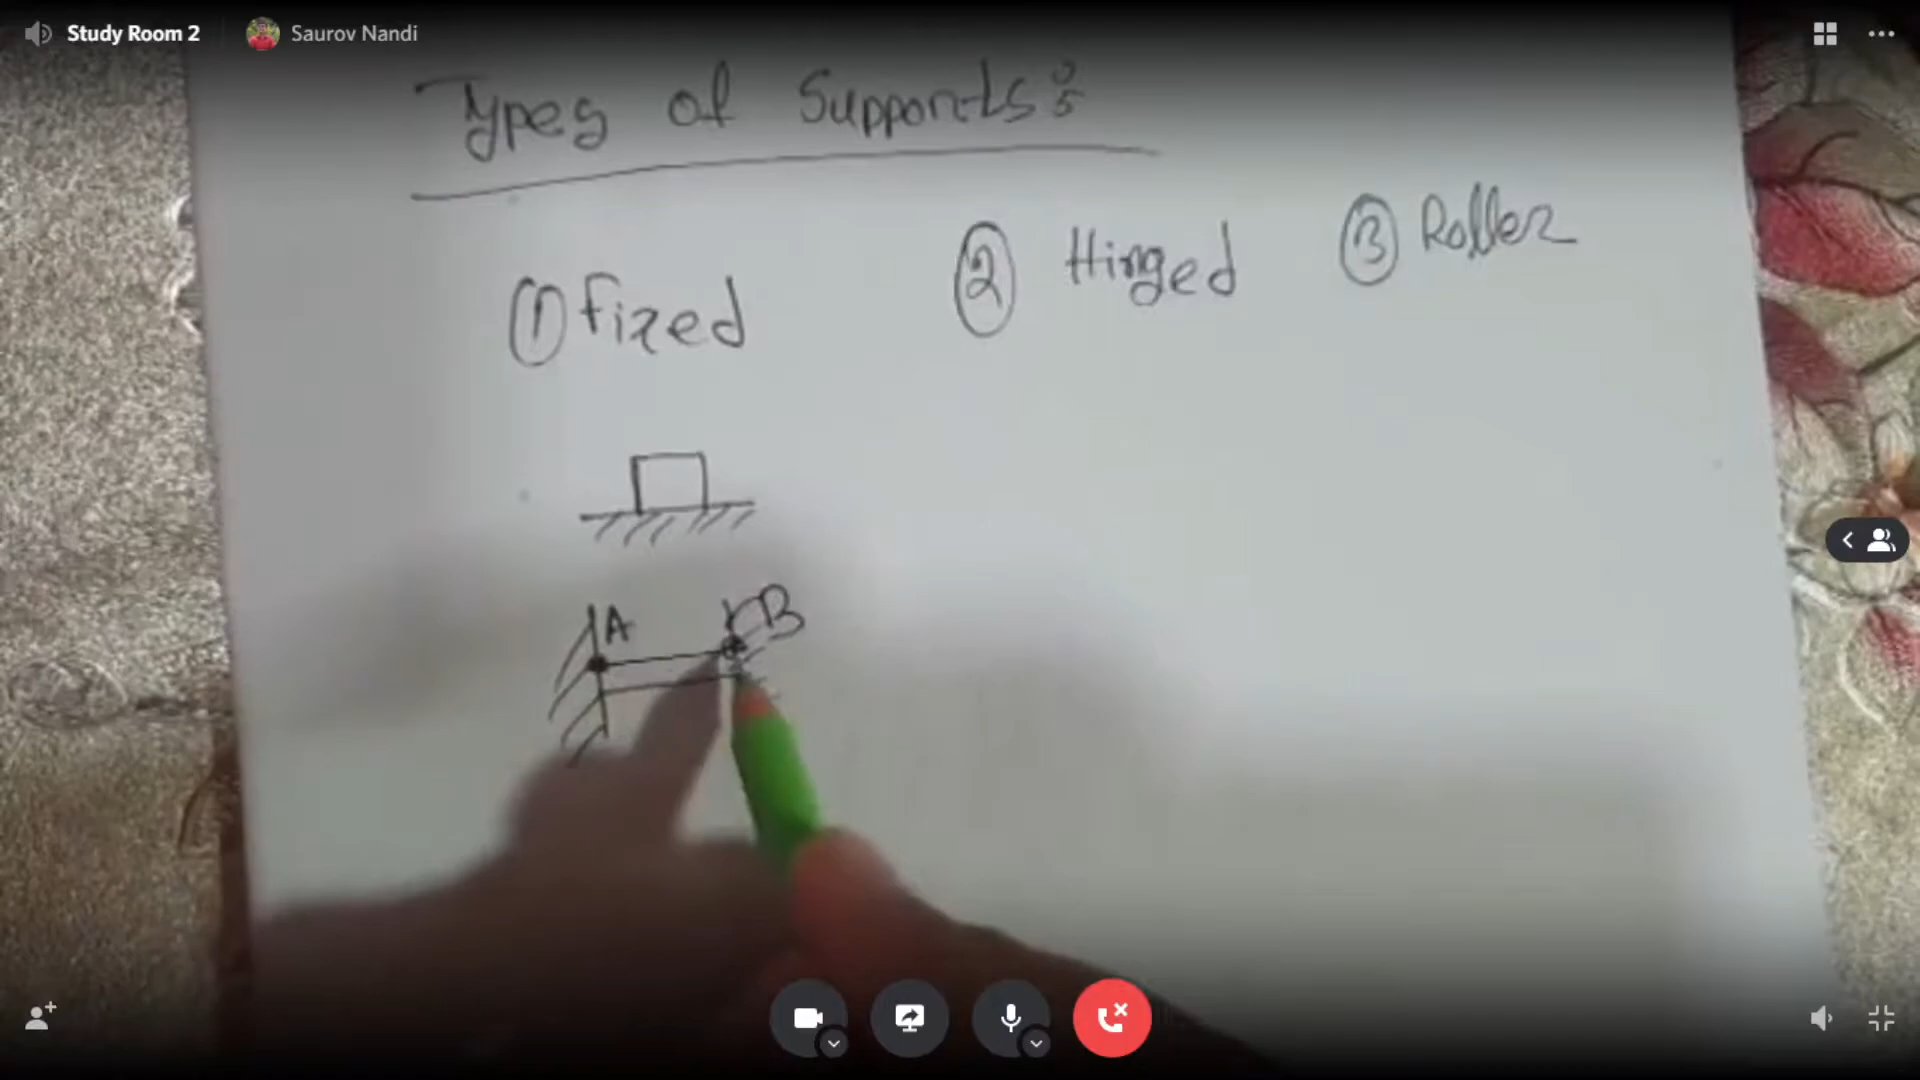 Study Room 2 Saurov Nandi
Types of Supports:
① fixed ② Hinged ③ Roller
A B